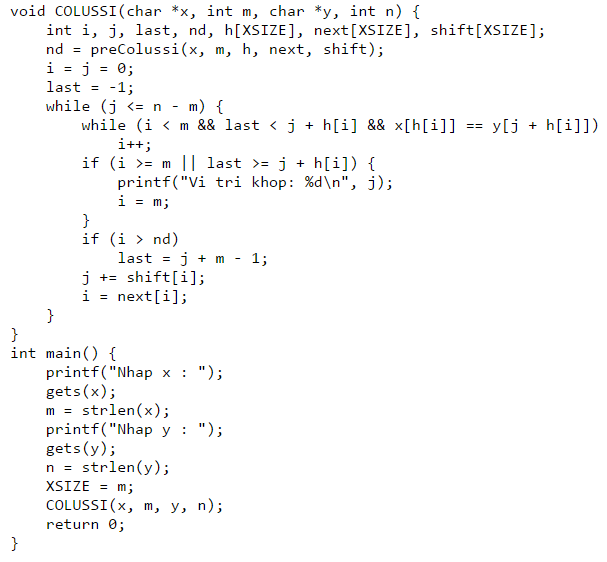 void COLUSSI(char *x, int m, char *y, int n) {
    int i, j, last, nd, h[XSIZE], next[XSIZE], shift[XSIZE];
    nd = preColussi(x, m, h, next, shift);
    i = j = 0;
    last = -1;
    while (j <= n - m) {
        while (i < m && last < j + h[i] && x[h[i]] == y[j + h[i]])
            i++;
        if (i >= m || last >= j + h[i]) {
            printf("Vi tri khop: %d\n", j);
            i = m;
        }
        if (i > nd)
            last = j + m - 1;
        j += shift[i];
        i = next[i];
    }
}
int main() {
    printf("Nhap x : ");
    gets(x);
    m = strlen(x);
    printf("Nhap y : ");
    gets(y);
    n = strlen(y);
    XSIZE = m;
    COLUSSI(x, m, y, n);
    return 0;
}